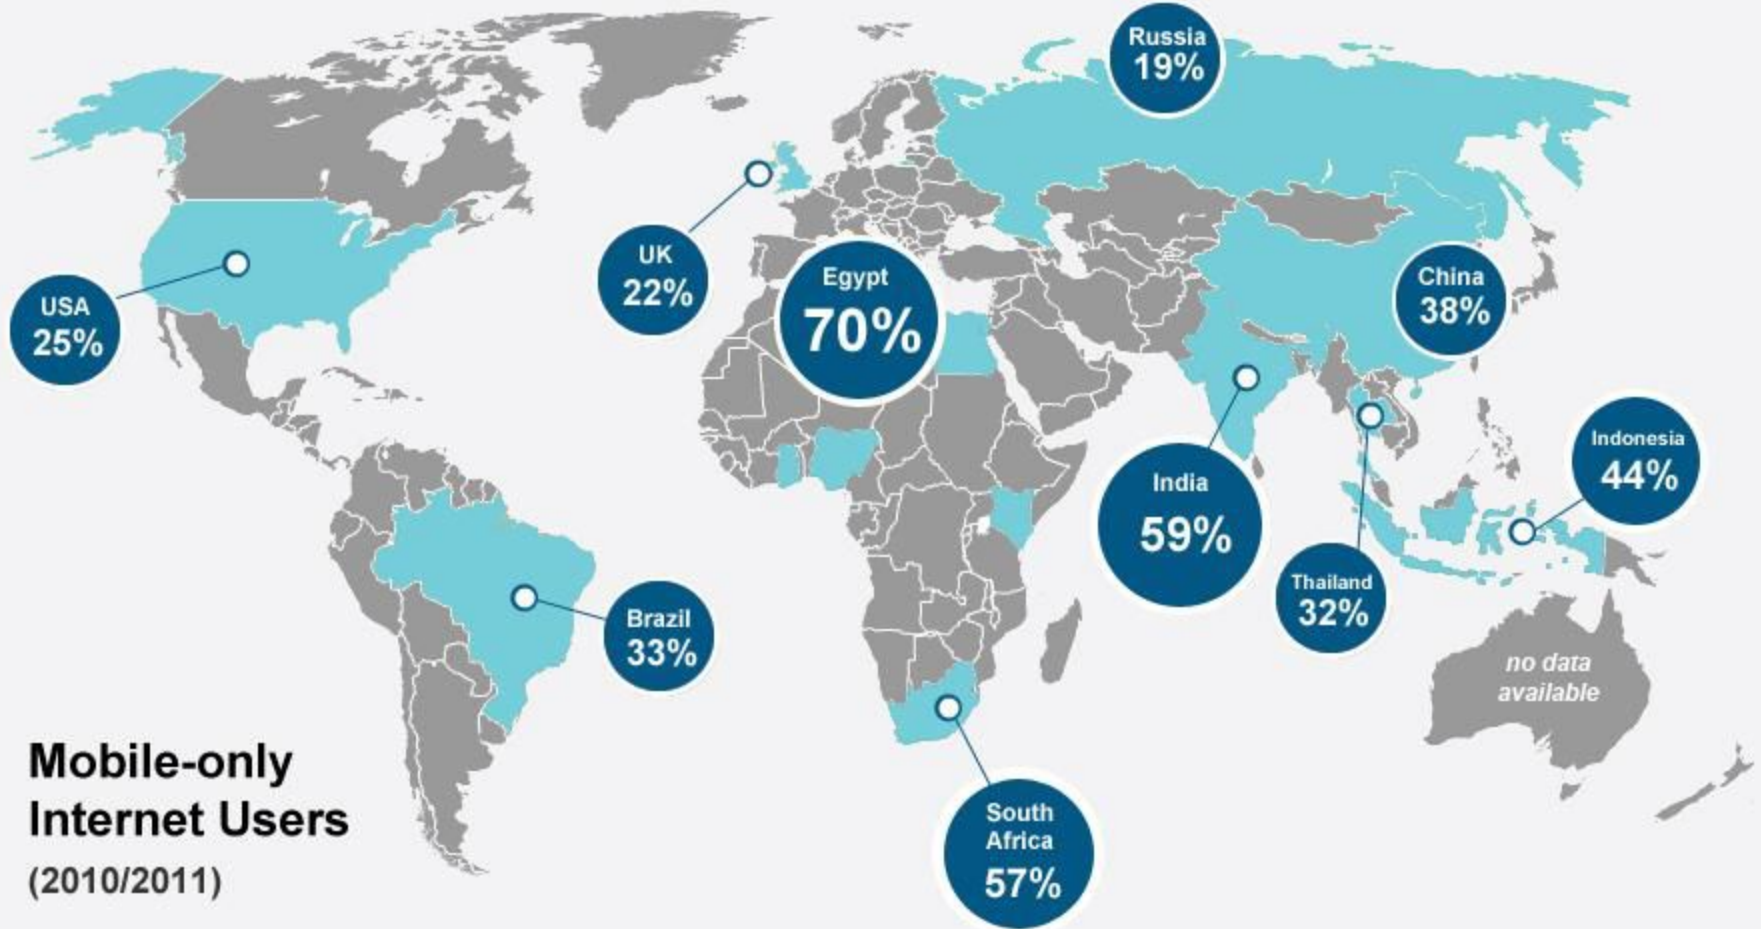 Russia
19%
UK
22%
Egypt
70%
China
38%
USA
25%
Indonesia
44%
India
59%
Thailand
32%
Brazil
33%
no data
available
South
Africa
57%
Mobile-only
Internet Users
(2010/2011)